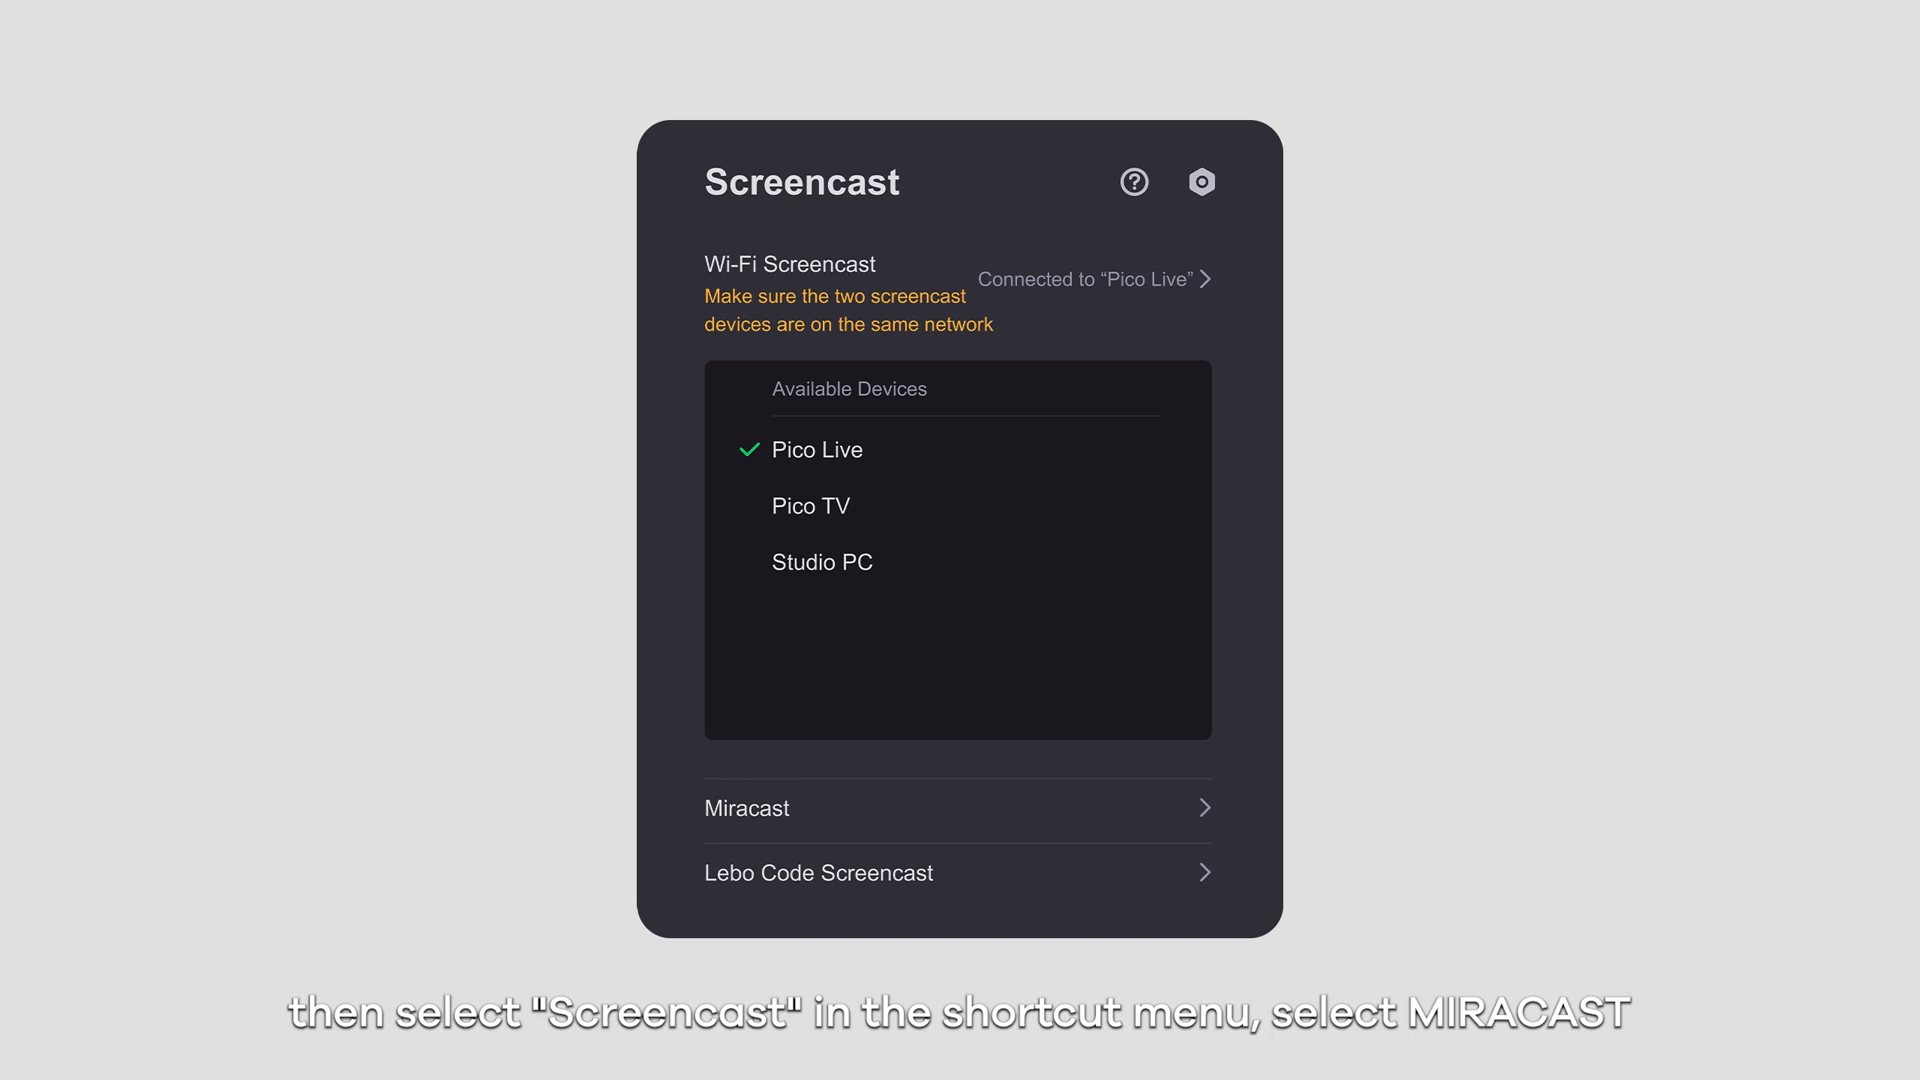 Screencast
Wi-Fi Screencast
Connected to “Pico Live”
Make sure the two screencast
devices are on the same network
Available Devices
Pico Live
Pico TV
Studio PC
Miracast
Lebo Code Screencast
then select "Screencast" in the shortcut menu, select MIRACAST